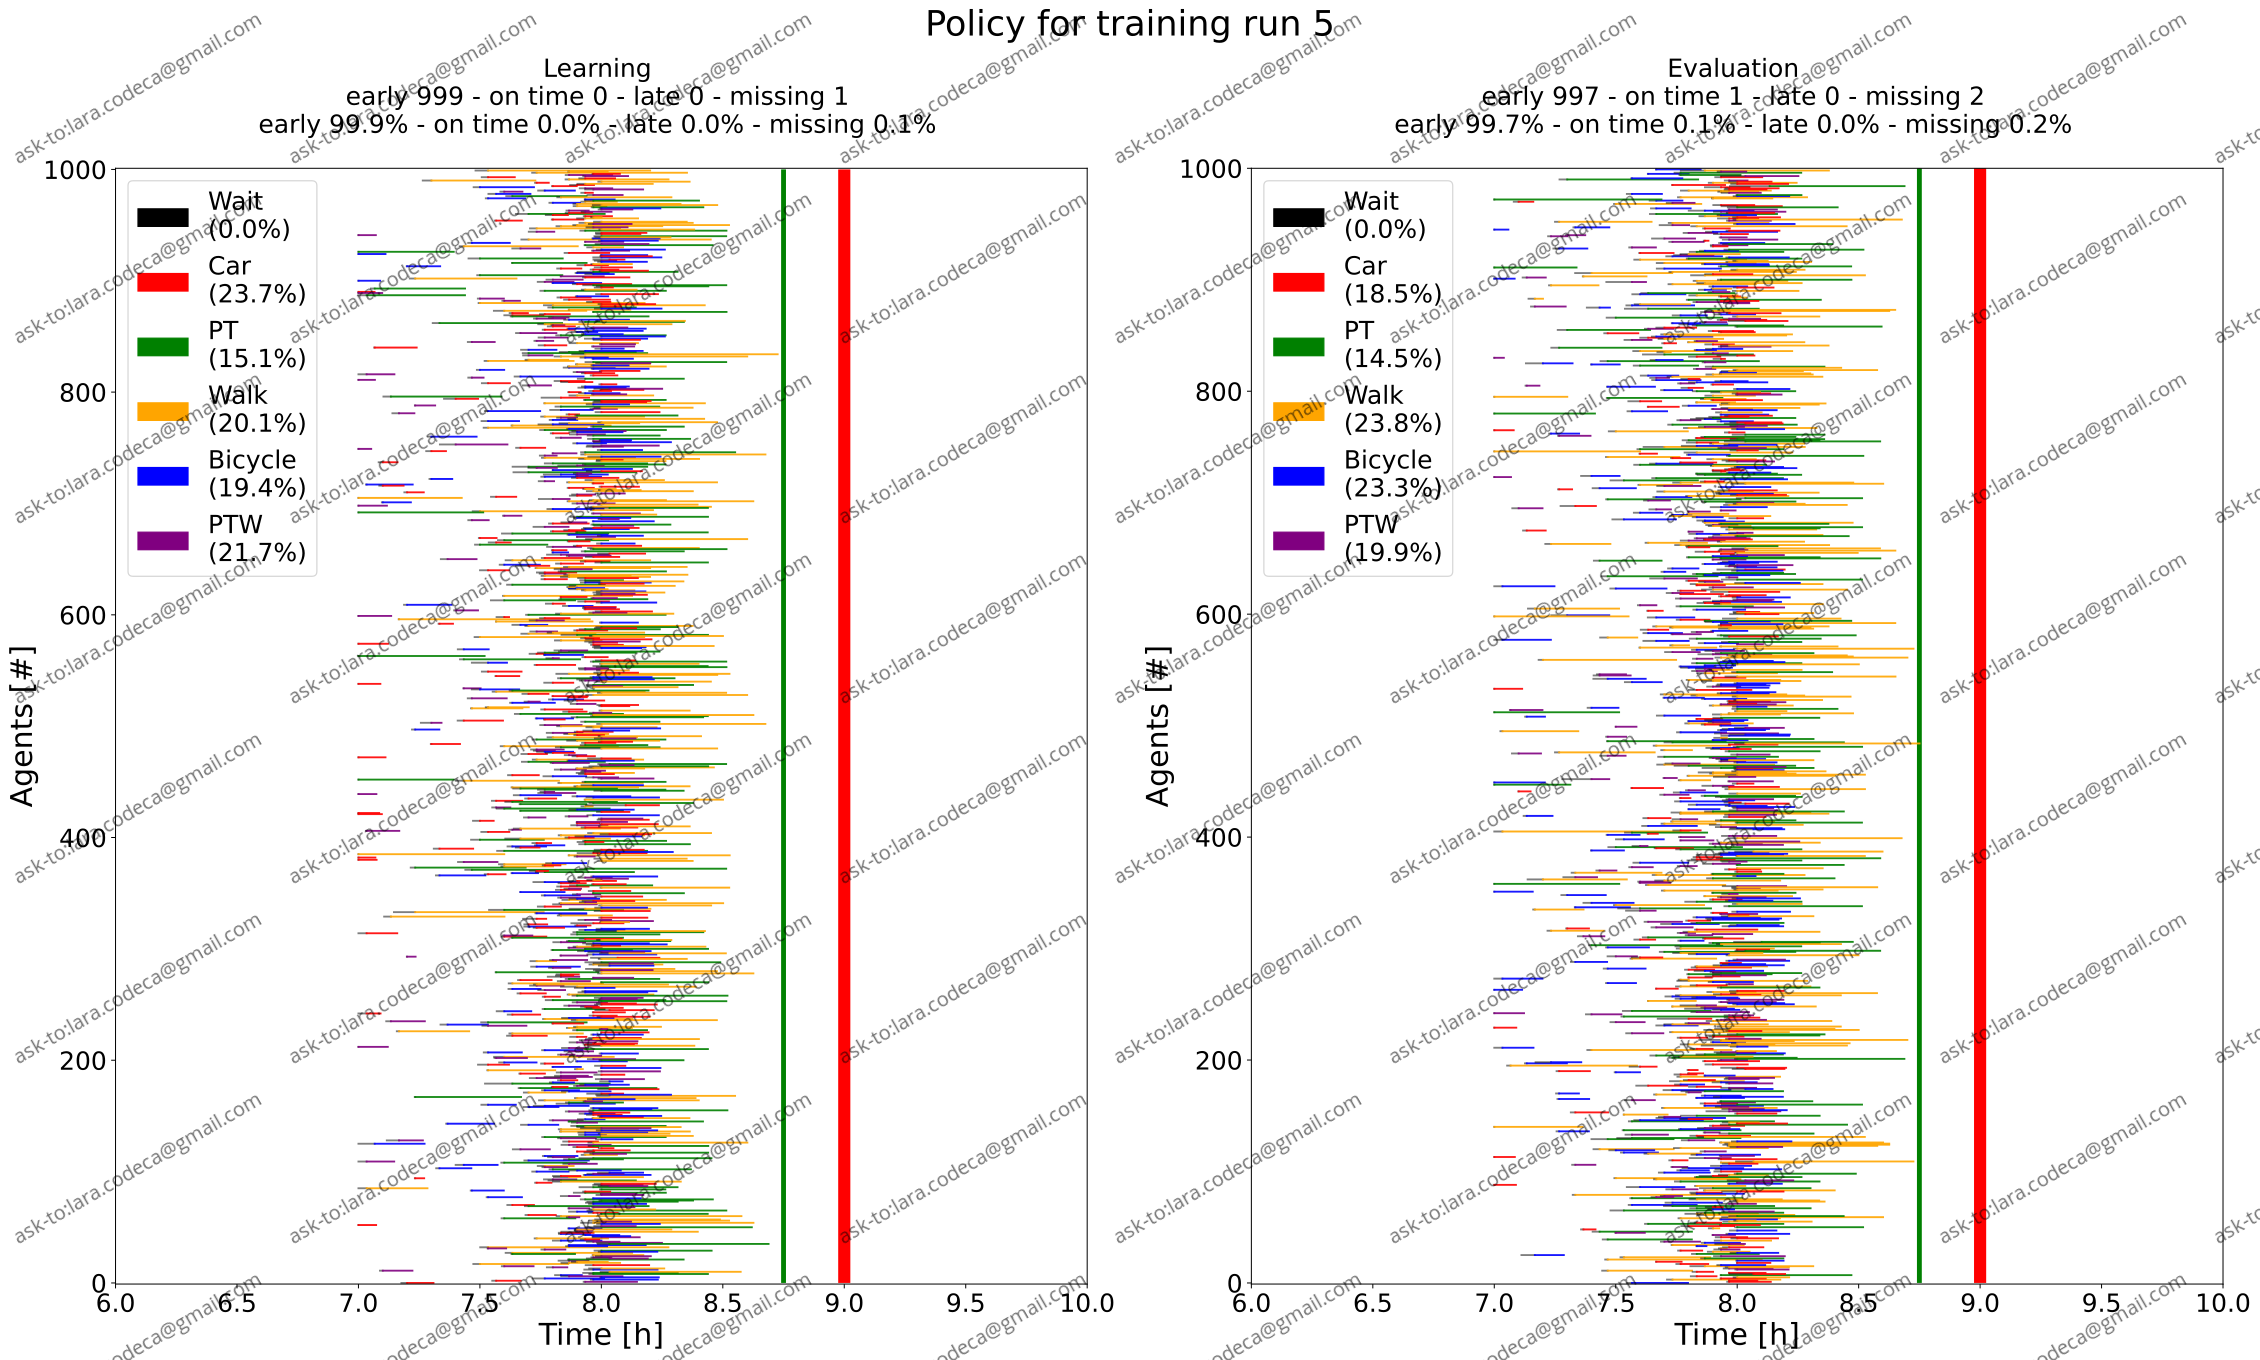 Policy for training run 5
Learning
early 999 - on time 0 - late 0 - missing 1
early 99.9% - on time 0.0% - late 0.0% - missing 0.1%
1000
800
600
400
200
0
Agents [#]
Wait
(0.0%)
Car
(23.7%)
PT
(15.1%)
Walk
(20.1%)
Bicycle
(19.4%)
PTW
(21.7%)
6.0 6.5 7.0 7.5 8.0 8.5 9.0 9.5 10.0
Time [h]
Evaluation
early 997 - on time 1 - late 0 - missing 2
early 99.7% - on time 0.1% - late 0.0% - missing 0.2%
1000
800
600
400
200
0
Agents [#]
Wait
(0.0%)
Car
(18.5%)
PT
(14.5%)
Walk
(23.8%)
Bicycle
(23.3%)
PTW
(19.9%)
6.0 6.5 7.0 7.5 8.0 8.5 9.0 9.5 10.0
Time [h]
ask-to:lara.codeca@gmail.com